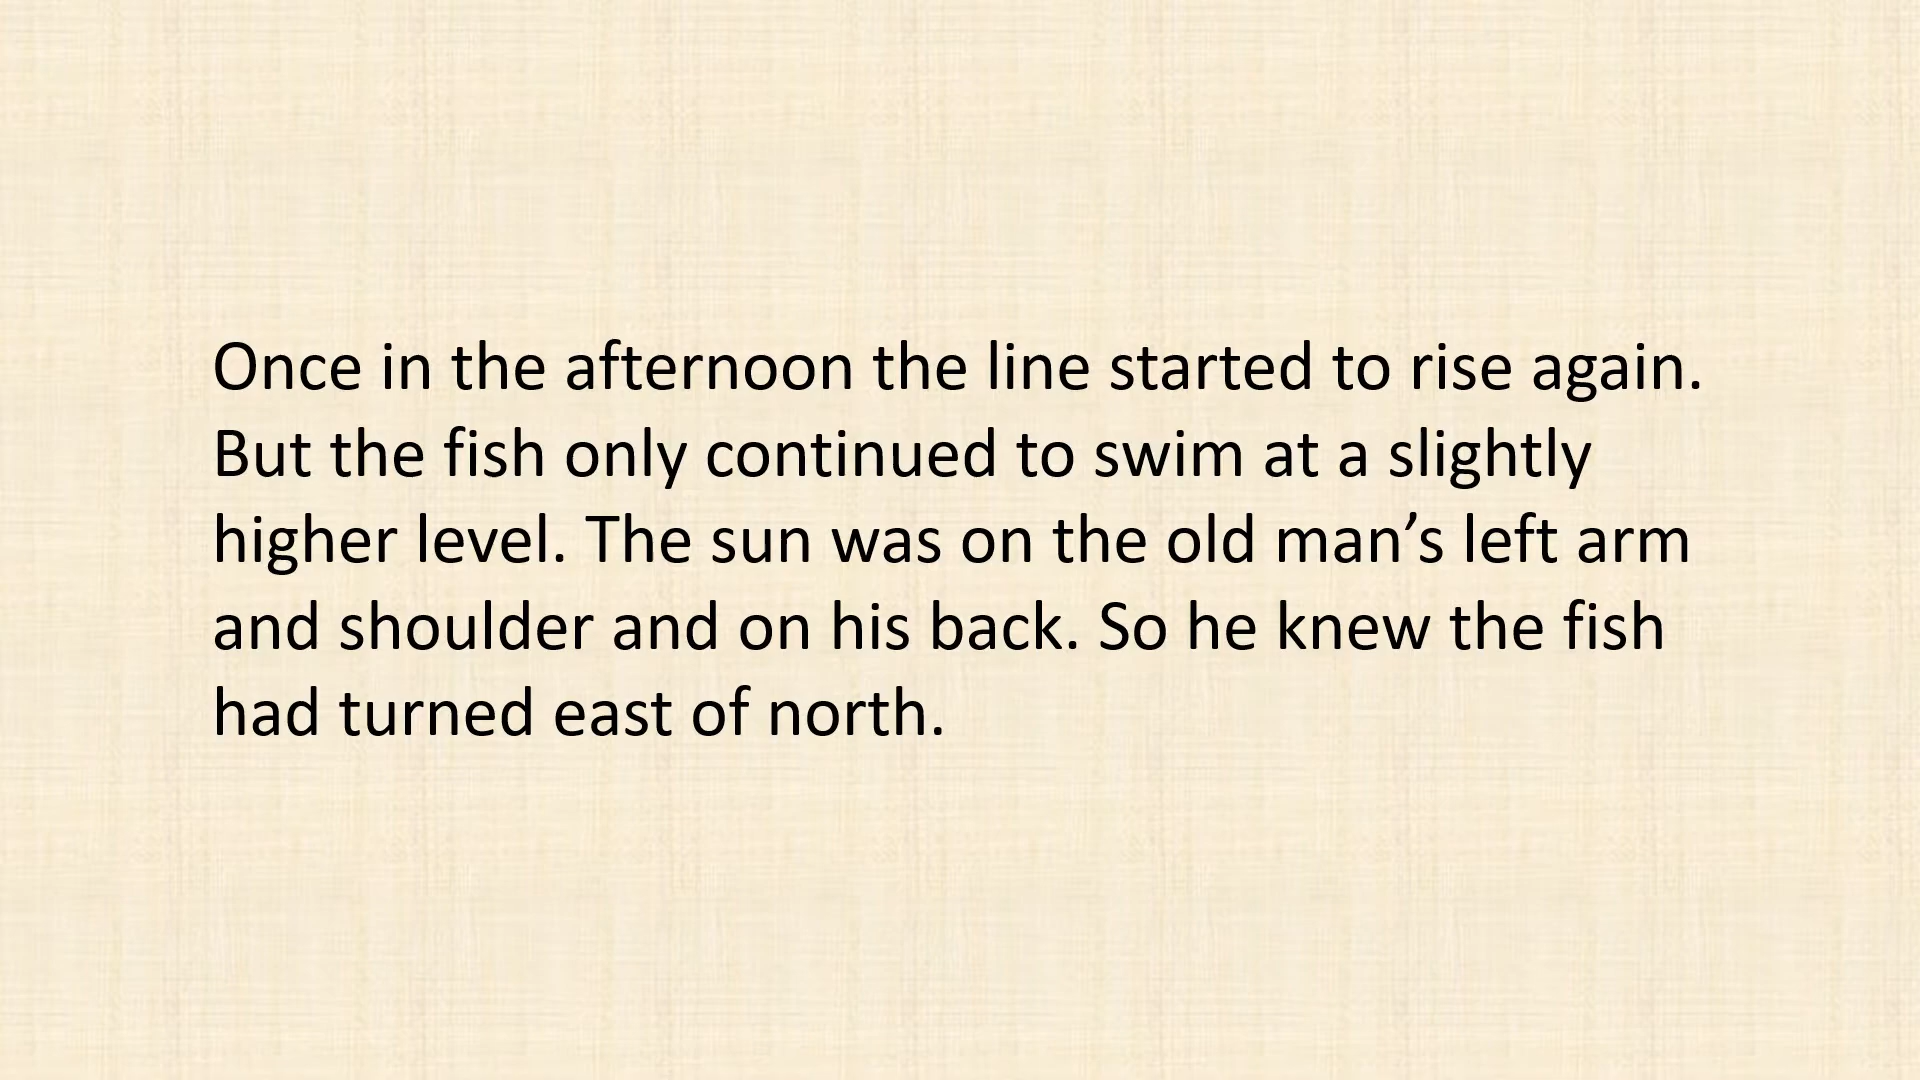 Once in the afternoon the line started to rise again.
But the fish only continued to swim at a slightly
higher level. The sun was on the old man’s left arm
and shoulder and on his back. So he knew the fish
had turned east of north.